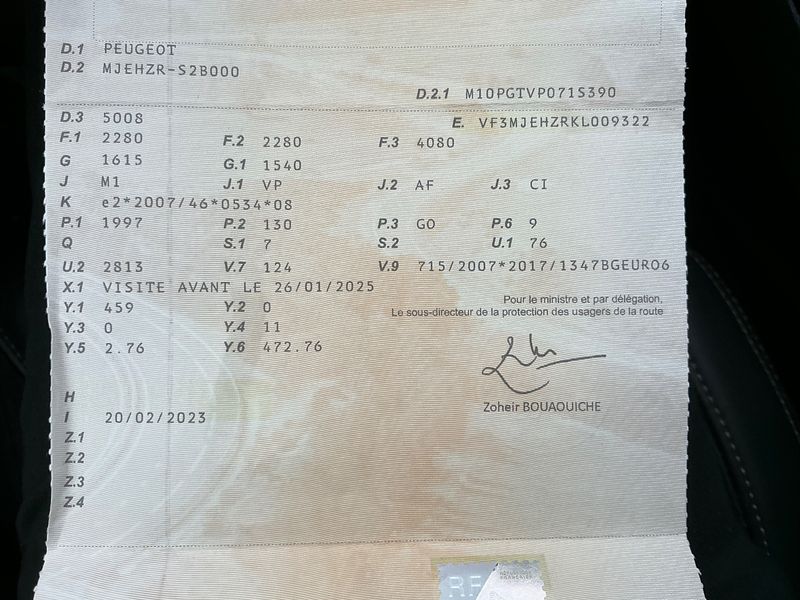 D.1 PEUGEOT
D.2 MJEHZR-S2B000
D.2.1 M10PGTVP071S390
D.3 5008 E. VF3MJEHZRKL009322
F.1 2280 F.2 2280 F.3 4080
G 1615 G.1 1540
J M1 J.1 VP J.2 AF J.3 CI
K e2*2007/46*0534*08
P.1 1997 P.2 130 P.3 GO P.6 9
Q S.1 7 S.2 U.1 76
U.2 2813 V.7 124 V.9 715/2007*2017/1347BGEURO6
X.1 VISITE AVANT LE 26/01/2025
Pour le ministre et par délégation,
Y.1 459 Y.2 0
Le sous-directeur de la protection des usagers de la route
Y.3 0 Y.4 11
Y.5 2.76 Y.6 472.76
H
Zoheir BOUAOUICHE
I 20/02/2023
Z.1
Z.2
Z.3
Z.4
RF
RÉPUBLIQUE
FRANÇAISE